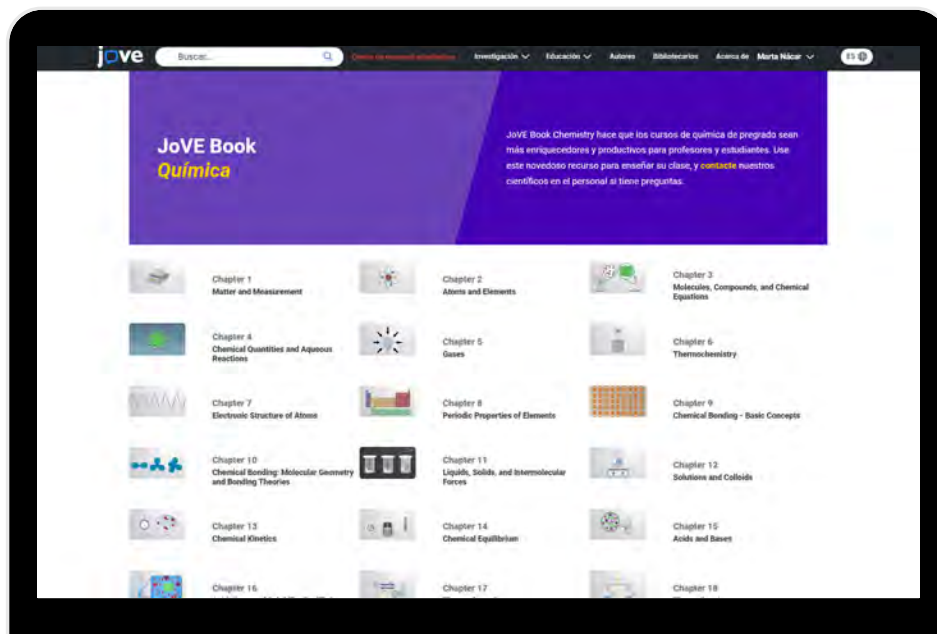 jove
Buscar...
Investigación
Educación
Autores
Bibliotecarios
Acerca de
Marta Nácar
ES
JoVE Book
Química
JoVE Book Chemistry hace que los cursos de química de pregrado sean
más enriquecedores y productivos para profesores y estudiantes. Use
este novedoso recurso para enseñar su clase, y contacte nuestros
científicos en el personal si tiene preguntas.
Chapter 1
Matter and Measurement
Chapter 2
Atoms and Elements
Chapter 3
Molecules, Compounds, and Chemical
Equations
Chapter 4
Chemical Quantities and Aqueous
Reactions
Chapter 5
Gases
Chapter 6
Thermochemistry
Chapter 7
Electronic Structure of Atoms
Chapter 8
Periodic Properties of Elements
Chapter 9
Chemical Bonding - Basic Concepts
Chapter 10
Chemical Bonding: Molecular Geometry
and Bonding Theories
Chapter 11
Liquids, Solids, and Intermolecular
Forces
Chapter 12
Solutions and Colloids
Chapter 13
Chemical Kinetics
Chapter 14
Chemical Equilibrium
Chapter 15
Acids and Bases
Chapter 16
Chapter 17
Chapter 18